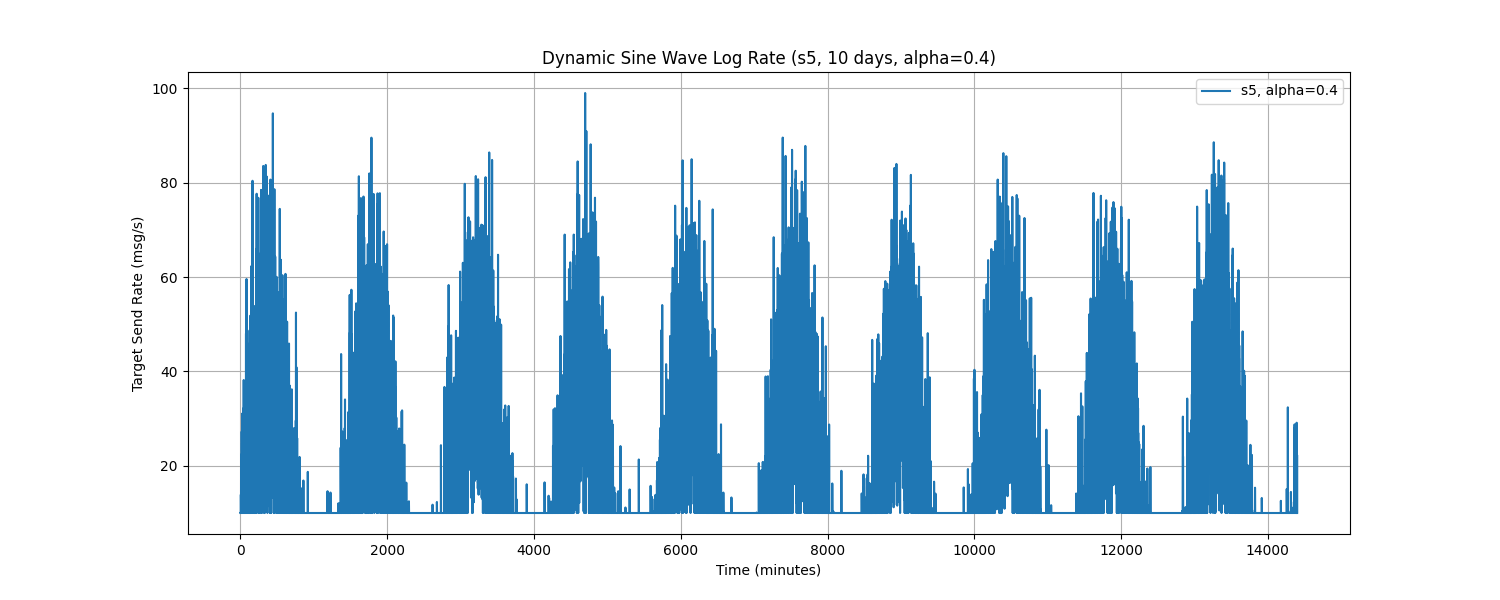 Dynamic Sine Wave Log Rate (s5, 10 days, alpha=0.4)
s5, alpha=0.4
Target Send Rate (msg/s)
100
80
60
40
20
0 2000 4000 6000 8000 10000 12000 14000
Time (minutes)